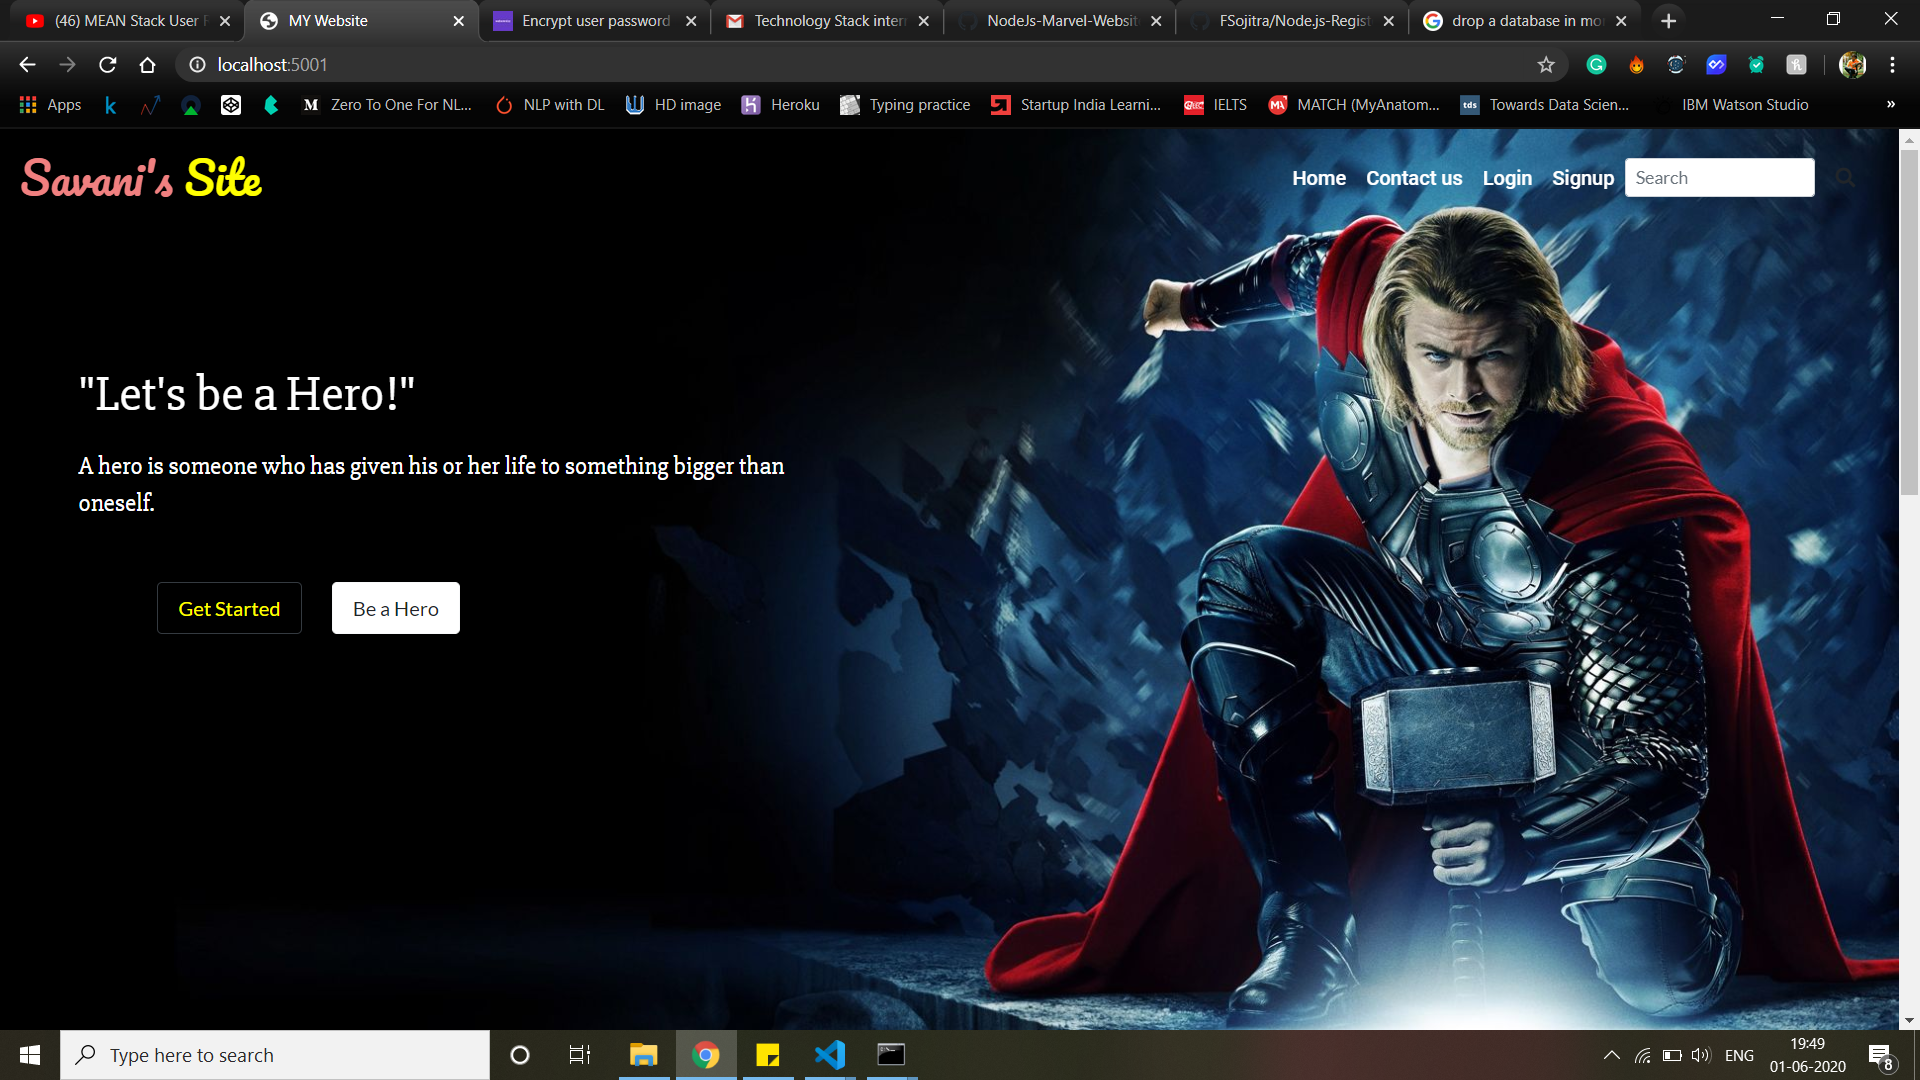 (46) MEAN Stack User R
MY Website
Encrypt user password
Technology Stack inter
NodeJs-Marvel-Websit
FSojitra/Node.js-Regist
drop a database in mo
localhost:5001
Apps
Zero To One For NL...
NLP with DL
HD image
Heroku
Typing practice
Startup India Learni...
IELTS
MATCH (MyAnatom...
tds
Towards Data Scien...
IBM Watson Studio
»
Savani's Site
Home
Contact us
Login
Signup
Search
"Let's be a Hero!"
A hero is someone who has given his or her life to something bigger than
oneself.
Get Started
Be a Hero
Type here to search
ENG
19:49
01-06-2020
8